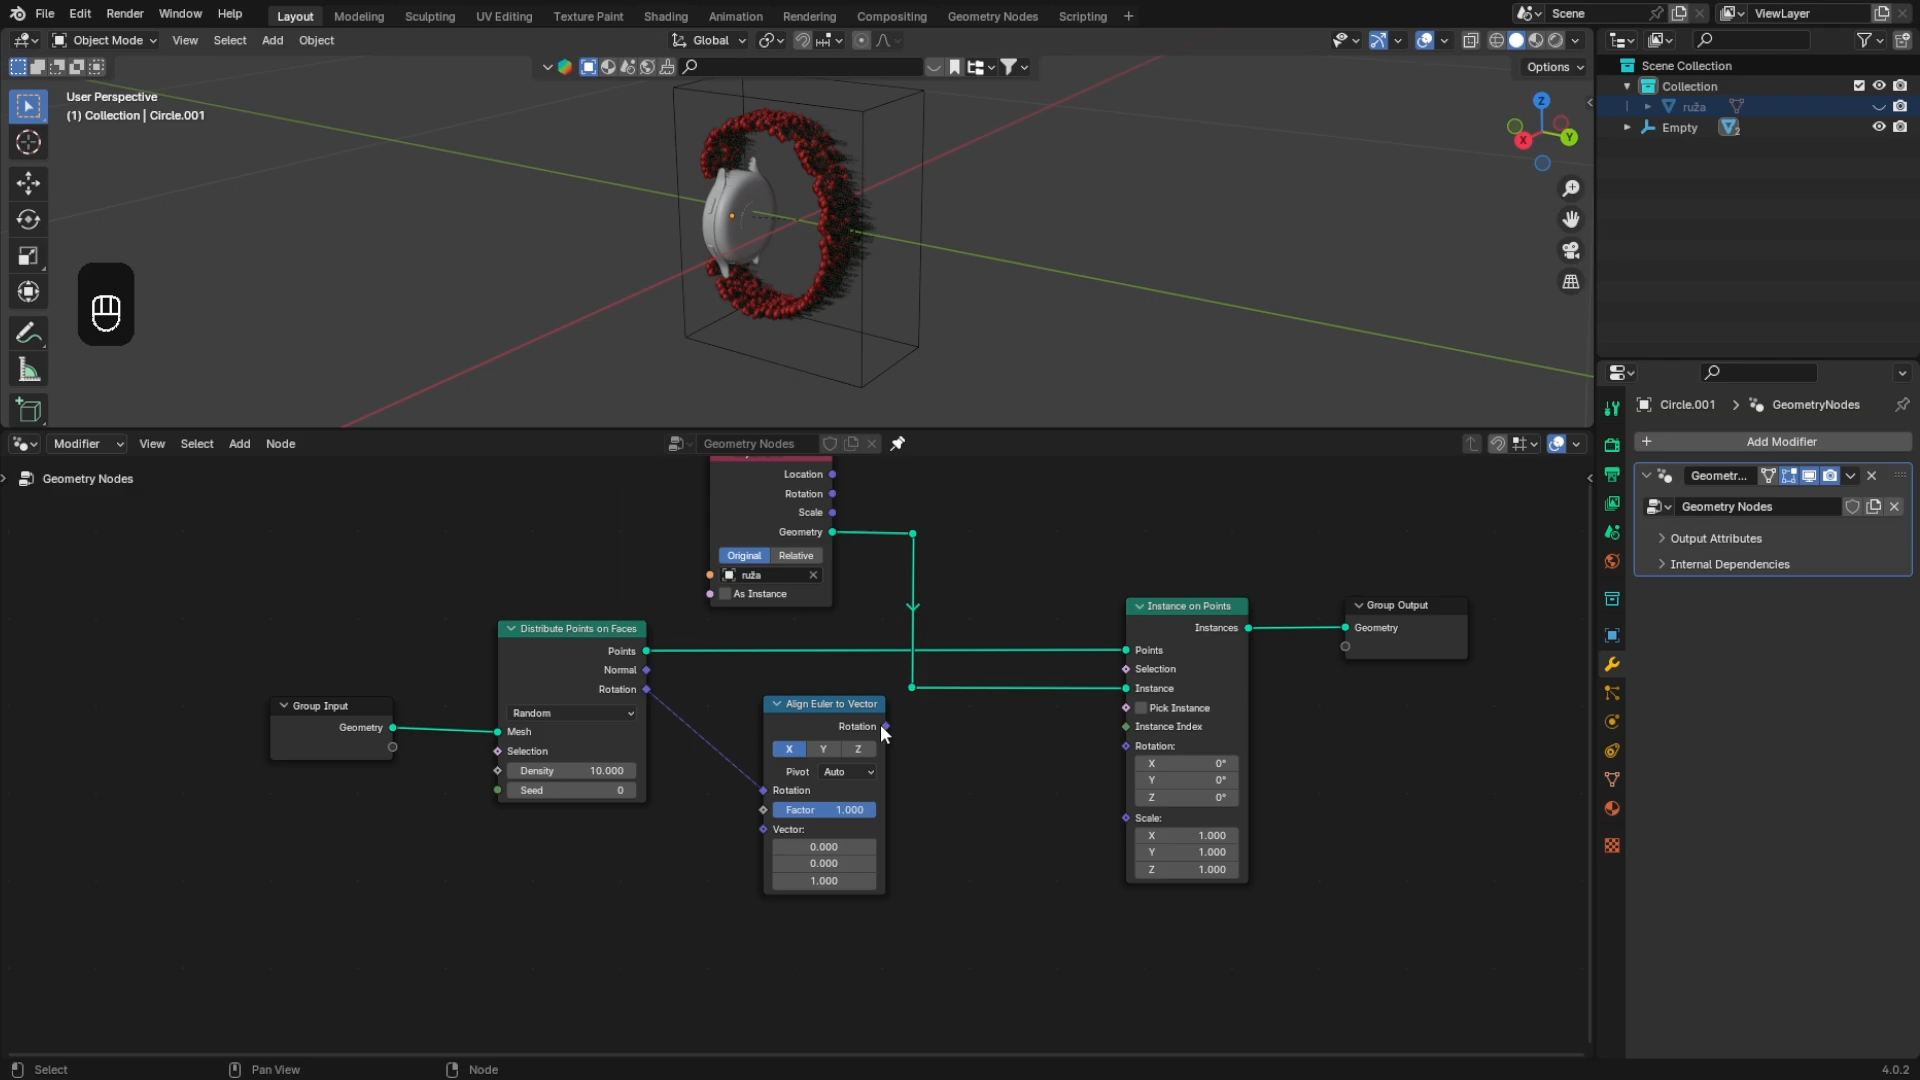 File Edit Render Window Help Layout Modeling Sculpting UV Editing Texture Paint Shading Animation Rendering Compositing Geometry Nodes Scripting + Scene ViewLayer
Object Mode View Select Add Object Global
Options
User Perspective
(1) Collection | Circle.001
Z
Y
X
Scene Collection
Collection
ruža
Empty 2
Circle.001 > GeometryNodes
+ Add Modifier
Geometr...
Geometry Nodes
Output Attributes
Internal Dependencies
Modifier View Select Add Node Geometry Nodes
Geometry Nodes
Location
Rotation
Scale
Geometry
Original Relative
ruža
As Instance
Distribute Points on Faces
Points
Normal
Rotation
Random
Mesh
Selection
Density 10.000
Seed 0
Group Input
Geometry
Align Euler to Vector
Rotation
X Y Z
Pivot Auto
Rotation
Factor 1.000
Vector:
0.000
0.000
1.000
Instance on Points
Instances
Points
Selection
Instance
Pick Instance
Instance Index
Rotation:
X 0°
Y 0°
Z 0°
Scale:
X 1.000
Y 1.000
Z 1.000
Group Output
Geometry
Select Pan View Node 4.0.2